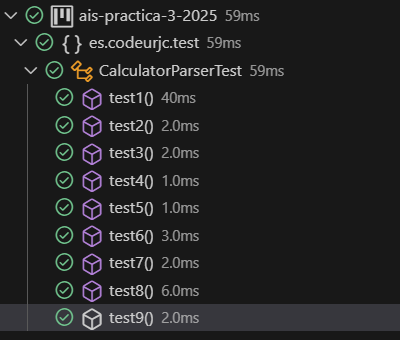 ais-practica-3-2025 59ms
{ } es.codeurjc.test 59ms
CalculatorParserTest 59ms
test1() 40ms
test2() 2.0ms
test3() 2.0ms
test4() 1.0ms
test5() 1.0ms
test6() 3.0ms
test7() 2.0ms
test8() 6.0ms
test9() 2.0ms